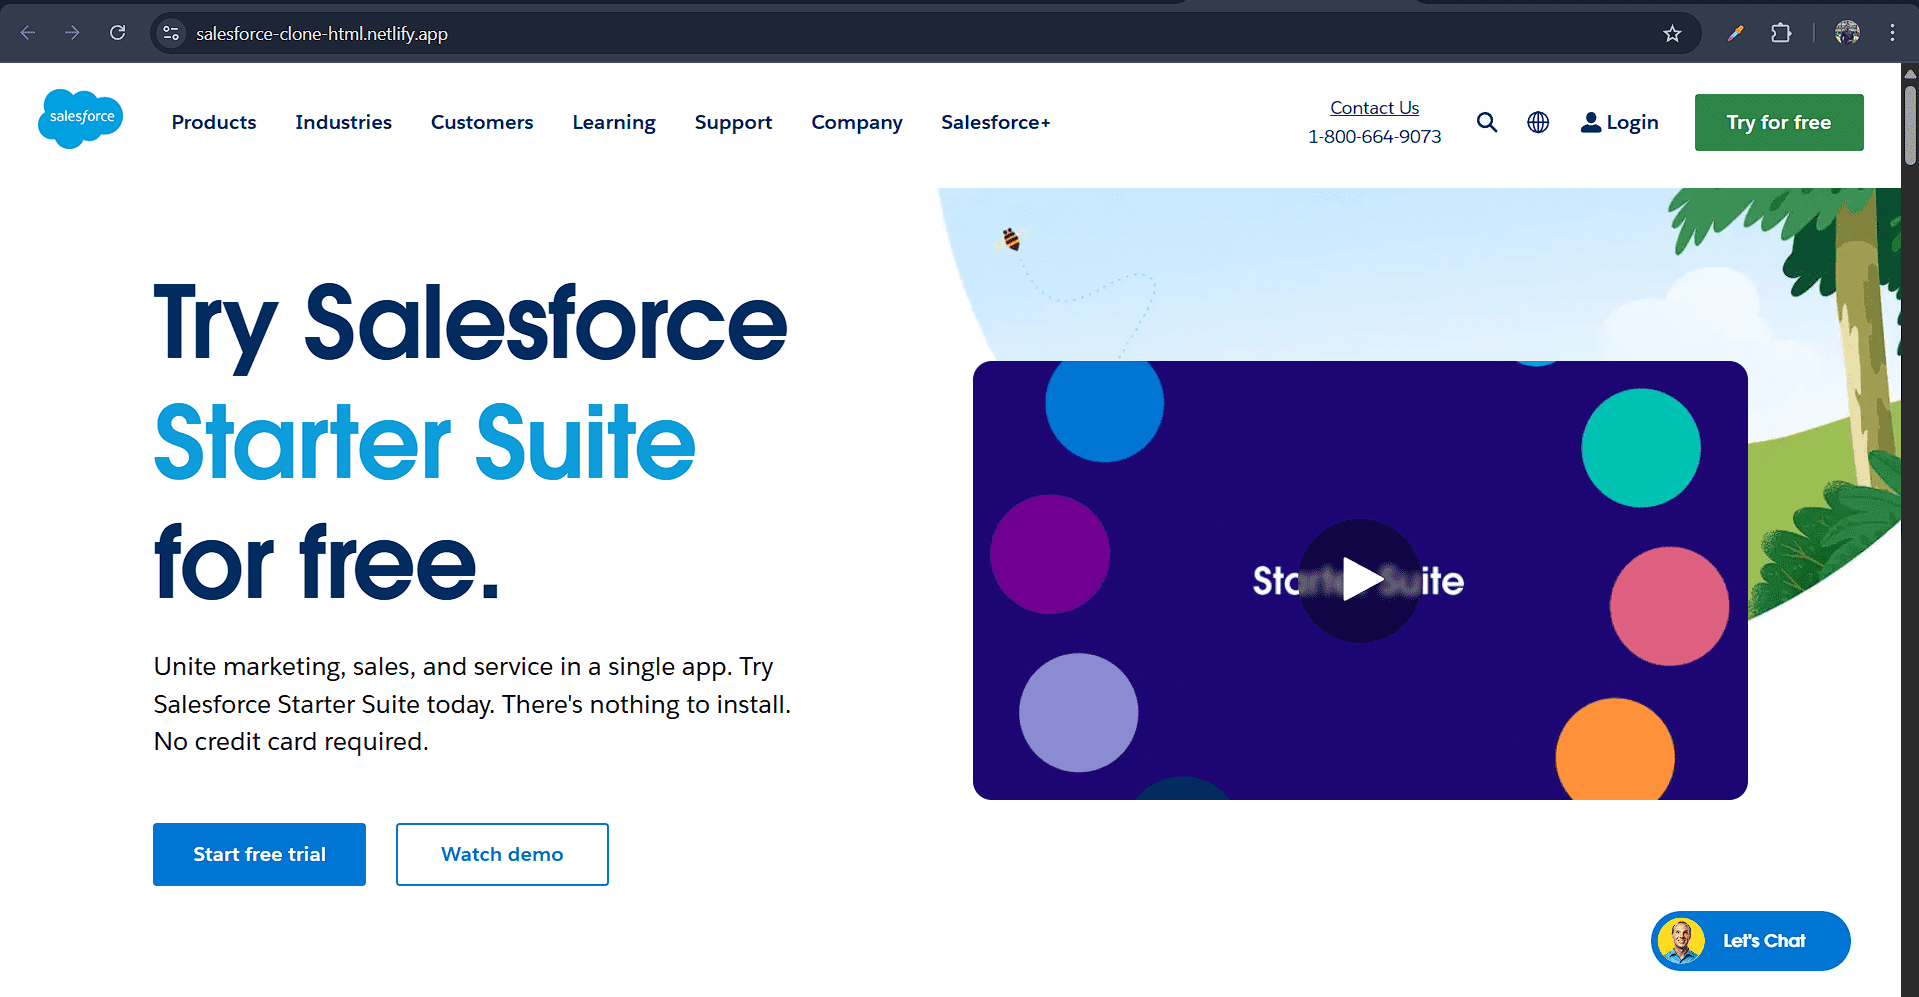 salesforce-clone-html.netlify.app
salesforce
Products Industries Customers Learning Support Company Salesforce+
Contact Us
1-800-664-9073
Login
Try for free
Try Salesforce
Starter Suite
for free.
Unite marketing, sales, and service in a single app. Try
Salesforce Starter Suite today. There's nothing to install.
No credit card required.
Start free trial
Watch demo
Starter Suite
Let's Chat